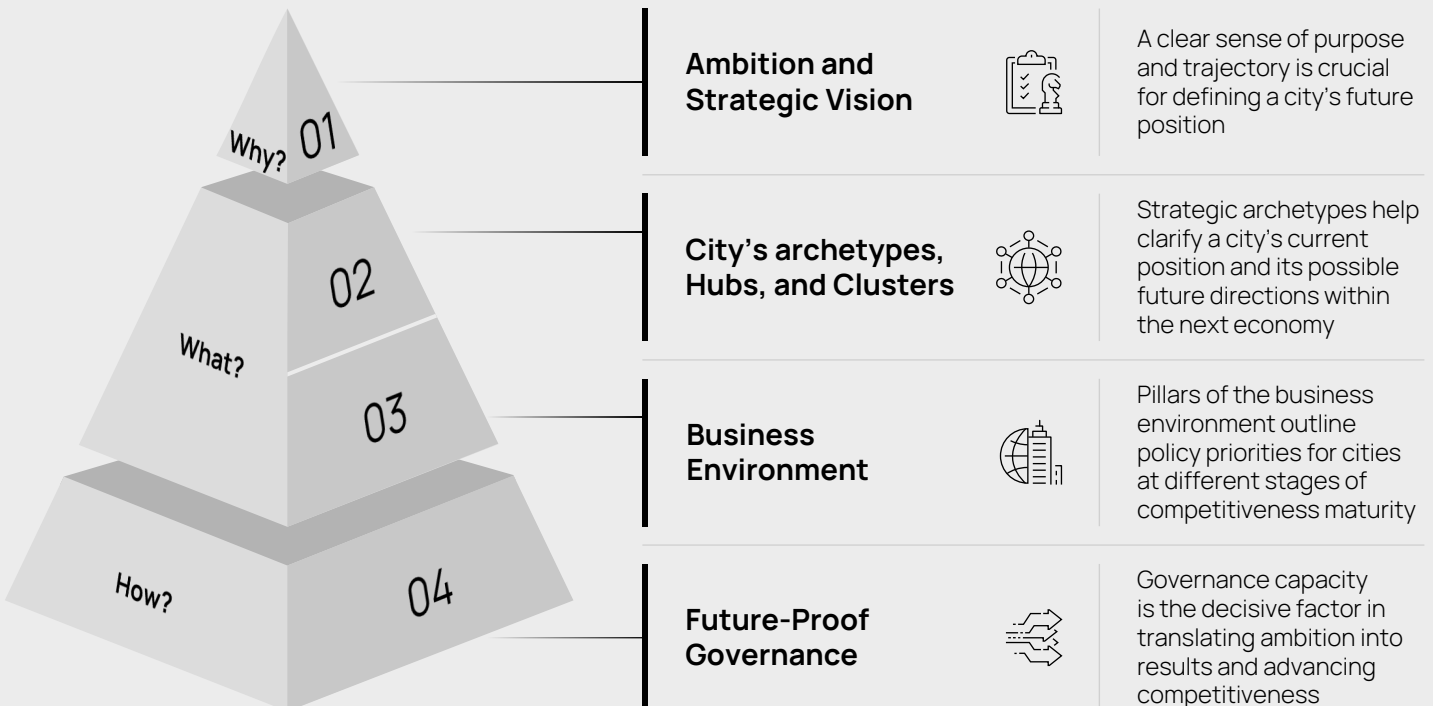 Why?
01
Ambition and
Strategic Vision
A clear sense of purpose
and trajectory is crucial
for defining a city's future
position
What?
02
City's archetypes,
Hubs, and Clusters
Strategic archetypes help
clarify a city's current
position and its possible
future directions within
the next economy
03
Business
Environment
Pillars of the business
environment outline
policy priorities for cities
at different stages of
competitiveness maturity
How?
04
Future-Proof
Governance
Governance capacity
is the decisive factor in
translating ambition into
results and advancing
competitiveness